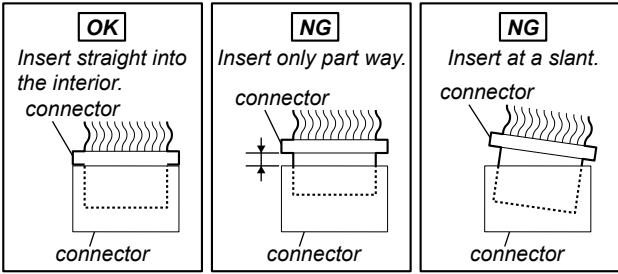 OK
Insert straight into
the interior.
connector
connector
NG
Insert only part way.
connector
connector
NG
Insert at a slant.
connector
connector